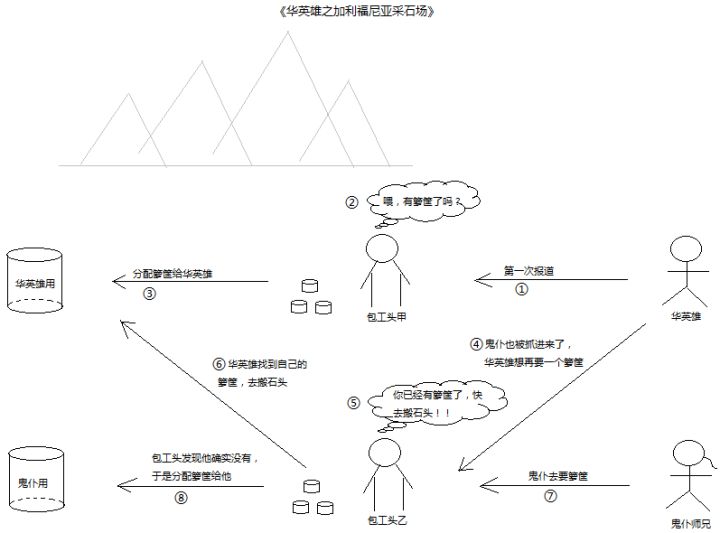 《华英雄之加利福尼亚采石场》
② 喂，有箩筐了吗？
华英雄用
分配箩筐给华英雄
③
包工头甲
第一次报道
①
华英雄
④ 鬼仆也被抓进来了，
华英雄想再要一个箩筐
⑥ 华英雄找到自己的
箩筐，去搬石头
⑤ 你已经有箩筐了，快
去搬石头！！
鬼仆用
包工头发现他确实没有，
于是分配箩筐给他
⑧
包工头乙
鬼仆去要箩筐
⑦
鬼仆师兄